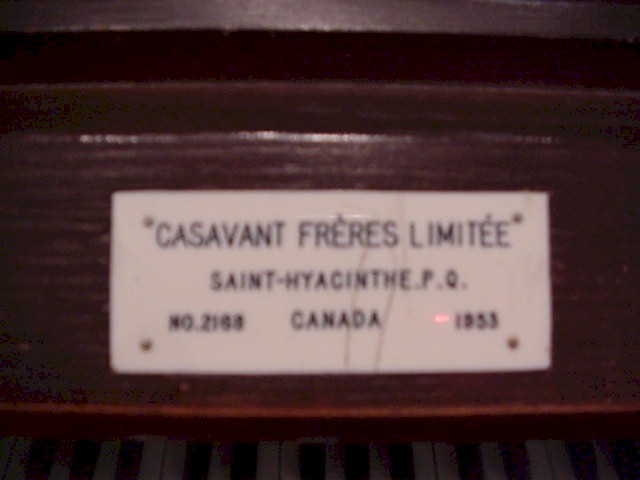 CASAVANT FRÈRES LIMITÉE
SAINT-HYACINTHE.P.Q.
NO.2168 CANADA 1953